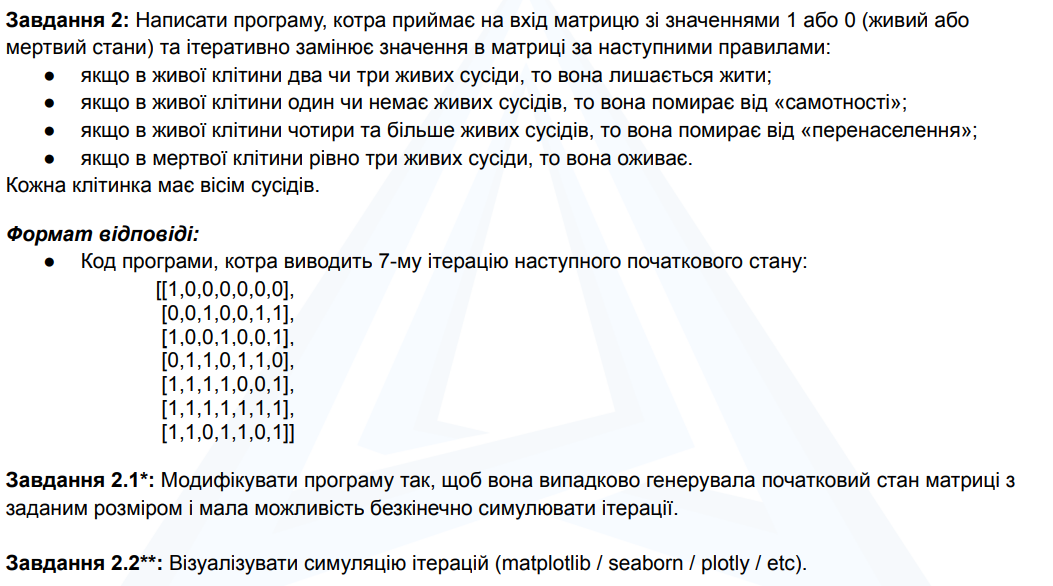 Завдання 2: Написати програму, котра приймає на вхід матрицю зі значеннями 1 або 0 (живий або
мертвий стани) та ітеративно замінює значення в матриці за наступними правилами:
● якщо в живої клітини два чи три живих сусіди, то вона лишається жити;
● якщо в живої клітини один чи немає живих сусідів, то вона помирає від «самотності»;
● якщо в живої клітини чотири та більше живих сусідів, то вона помирає від «перенаселення»;
● якщо в мертвої клітини рівно три живих сусіди, то вона оживає.
Кожна клітинка має вісім сусідів.
Формат відповіді:
● Код програми, котра виводить 7-му ітерацію наступного початкового стану:
[[1,0,0,0,0,0,0],
[0,0,1,0,0,1,1],
[1,0,0,1,0,0,1],
[0,1,1,0,1,1,0],
[1,1,1,1,0,0,1],
[1,1,1,1,1,1,1],
[1,1,0,1,1,0,1]]
Завдання 2.1*: Модифікувати програму так, щоб вона випадково генерувала початковий стан матриці з
заданим розміром і мала можливість безкінечно симулювати ітерації.
Завдання 2.2**: Візуалізувати симуляцію ітерацій (matplotlib / seaborn / plotly / etc).